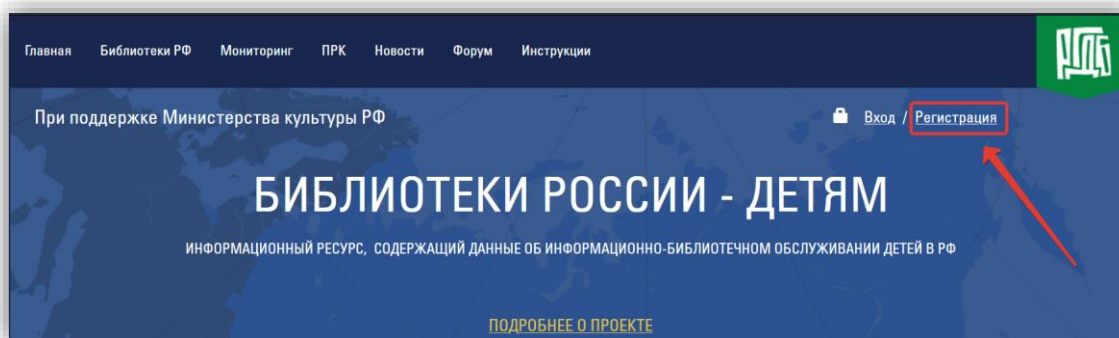 Главная Библиотеки РФ Мониторинг ПРК Новости Форум Инструкции
РГДБ
При поддержке Министерства культуры РФ
Вход / Регистрация
БИБЛИОТЕКИ РОССИИ - ДЕТЯМ
ИНФОРМАЦИОННЫЙ РЕСУРС, СОДЕРЖАЩИЙ ДАННЫЕ ОБ ИНФОРМАЦИОННО-БИБЛИОТЕЧНОМ ОБСЛУЖИВАНИИ ДЕТЕЙ В РФ
ПОДРОБНЕЕ О ПРОЕКТЕ